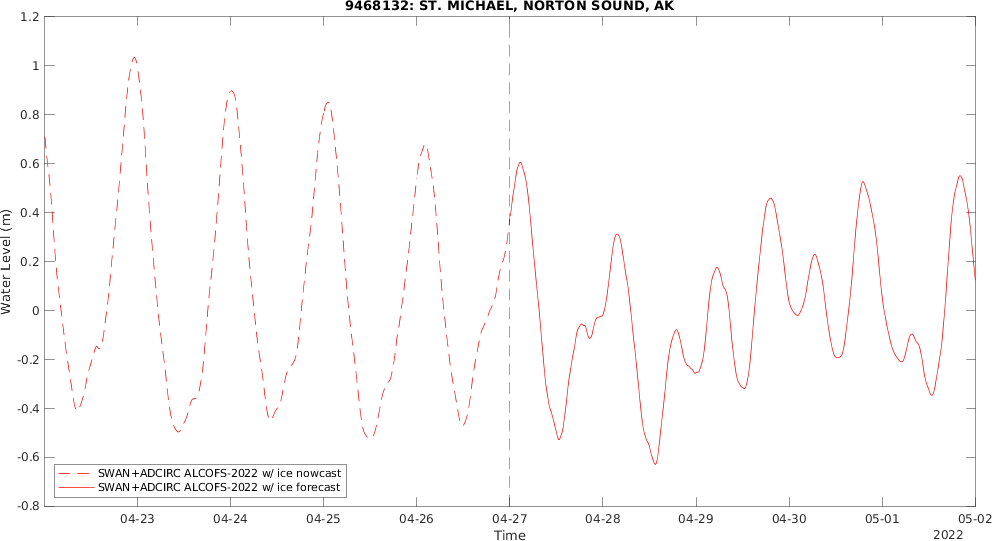 9468132: ST. MICHAEL, NORTON SOUND, AK
1.2
1
0.8
0.6
0.4
0.2
0
-0.2
-0.4
-0.6
-0.8
Water Level (m)
SWAN+ADCIRC ALCOFS-2022 w/ ice nowcast
SWAN+ADCIRC ALCOFS-2022 w/ ice forecast
04-23 04-24 04-25 04-26 04-27 04-28 04-29 04-30 05-01 05-02
Time
2022